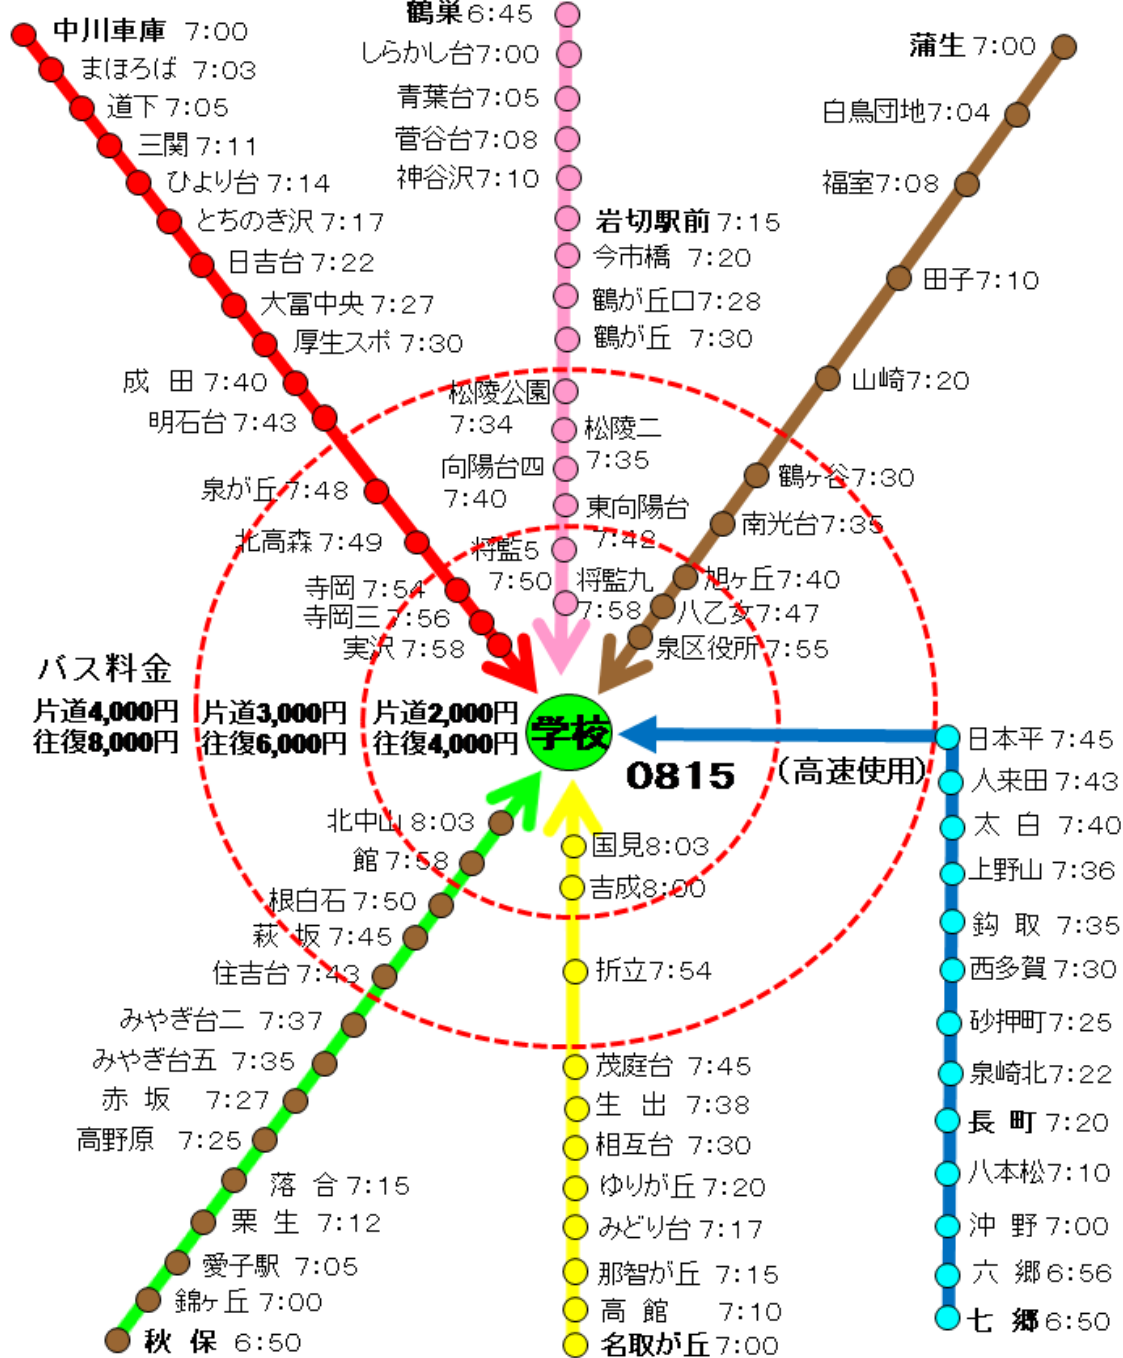 中川車庫 7:00
まほろば 7:03
道下 7:05
三関 7:11
ひより台 7:14
とちのき沢 7:17
日吉台 7:22
大富中央 7:27
厚生スポ 7:30
成 田 7:40
明石台 7:43
泉が丘 7:48
北高森 7:49
寺岡 7:54
寺岡三 7:56
実沢 7:58
鶴巣 6:45
しらかし台 7:00
青葉台 7:05
菅谷台 7:08
神谷沢 7:10
岩切駅前 7:15
今市橋 7:20
鶴が丘口 7:28
鶴が丘 7:30
松陵公園
7:34
松陵二
7:35
向陽台四
7:40
東向陽台
7:42
将監5
7:50
将監九
7:58
蒲生 7:00
白鳥団地 7:04
福室 7:08
田子 7:10
山崎 7:20
鶴ヶ谷 7:30
南光台 7:35
旭ヶ丘 7:40
八乙女 7:47
泉区役所 7:55
バス料金
片道4,000円 片道3,000円 片道2,000円
往復8,000円 往復6,000円 往復4,000円
学校
0815
(高速使用)
日本平 7:45
人来田 7:43
太 白 7:40
上野山 7:36
鈎 取 7:35
西多賀 7:30
砂押町 7:25
泉崎北 7:22
長 町 7:20
八本松 7:10
沖 野 7:00
六 郷 6:56
七 郷 6:50
北中山 8:03
館 7:58
根白石 7:50
萩 坂 7:45
住吉台 7:43
みやぎ台二 7:37
みやぎ台五 7:35
赤 坂 7:27
高野原 7:25
落 合 7:15
栗 生 7:12
愛子駅 7:05
錦ヶ丘 7:00
秋 保 6:50
国見 8:03
吉成 8:00
折立 7:54
茂庭台 7:45
生 出 7:38
相互台 7:30
ゆりが丘 7:20
みどり台 7:17
那智が丘 7:15
高 館 7:10
名取が丘 7:00